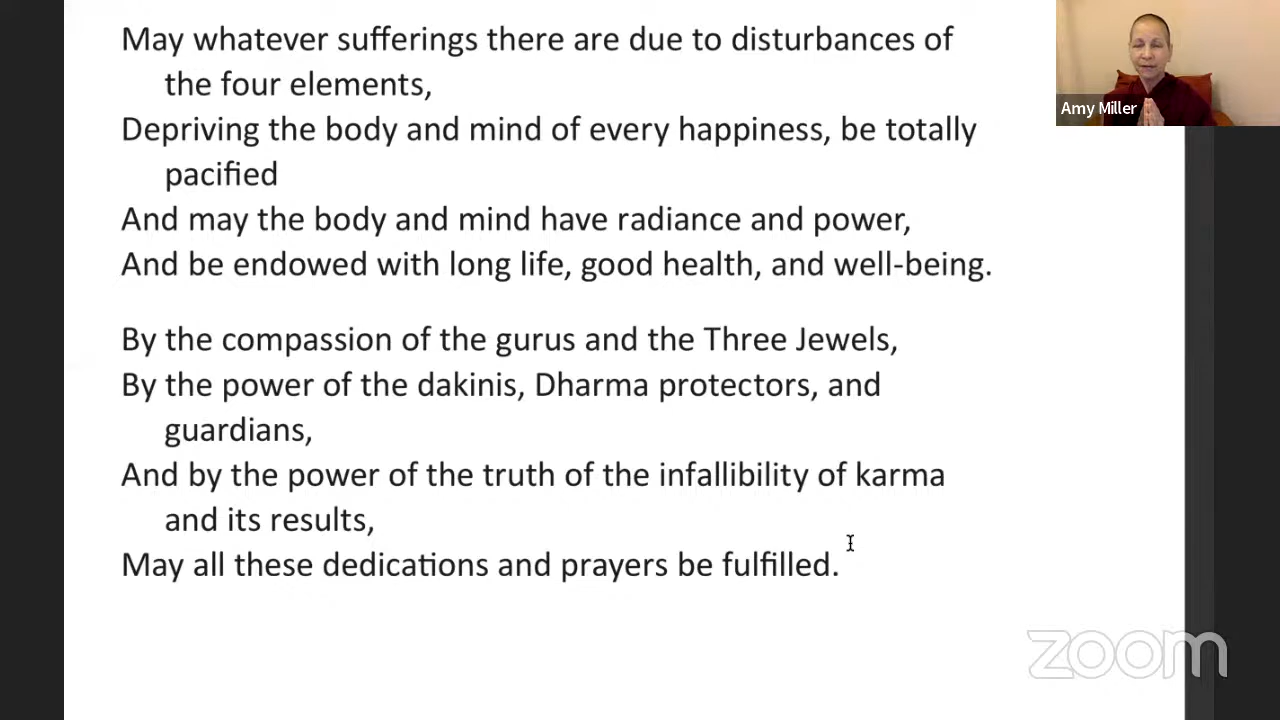 May whatever sufferings there are due to disturbances of
the four elements,
Depriving the body and mind of every happiness, be totally
pacified
And may the body and mind have radiance and power,
And be endowed with long life, good health, and well-being.
By the compassion of the gurus and the Three Jewels,
By the power of the dakinis, Dharma protectors, and
guardians,
And by the power of the truth of the infallibility of karma
and its results,
May all these dedications and prayers be fulfilled.
Amy Miller
zoom